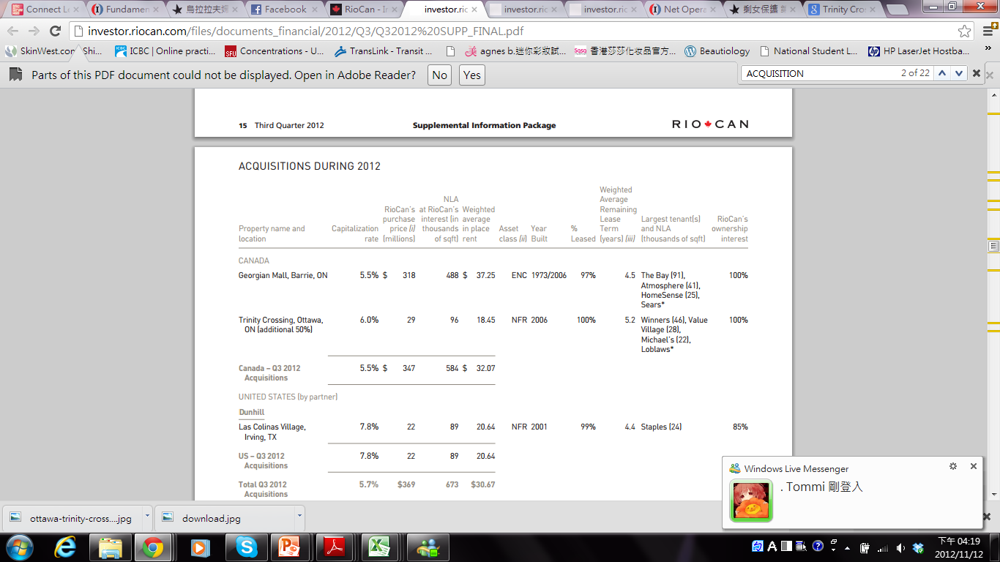 Connect Le
Fundamen
烏拉拉夫婦
Facebook
RioCan - In
investor.ric
investor.ric
investor.ric
Net Opera
剩女保鑣
Trinity Cro
investor.riocan.com/files/documents_financial/2012/Q3/Q32012%20SUPP_FINAL.pdf
SkinWest.com Shi...
ICBC | Online practi...
SFU Concentrations - U...
TransLink - Transit ...
agnes b.迷你彩妝試...
Sasa 香港莎莎化妝品官方...
Beautiology
National Student L...
hp HP LaserJet Hostba...
»
Parts of this PDF document could not be displayed. Open in Adobe Reader?
No
Yes
ACQUISITION
2 of 22
15 Third Quarter 2012
Supplemental Information Package
RIO CAN
ACQUISITIONS DURING 2012
Property name and
location
Capitalization
rate
RioCan's
purchase
price (i)
(millions)
NLA
at RioCan's
interest (in
thousands
of sqft)
Weighted
average
in place
rent
Asset
class (ii)
Year
Built
%
Leased
Weighted
Average
Remaining
Lease
Term
(years) (iii)
Largest tenant(s)
and NLA
(thousands of sqft)
RioCan's
ownership
interest
CANADA
Georgian Mall, Barrie, ON 5.5% $ 318 488 $ 37.25 ENC 1973/2006 97% 4.5 The Bay (91), 100%
Atmosphere (41),
HomeSense (25),
Sears*
Trinity Crossing, Ottawa, 6.0% 29 96 18.45 NFR 2006 100% 5.2 Winners (46), Value 100%
ON (additional 50%) Village (28),
Michael's (22),
Loblaws*
Canada – Q3 2012 5.5% $ 347 584 $ 32.07
Acquisitions
UNITED STATES (by partner)
Dunhill
Las Colinas Village, 7.8% 22 89 20.64 NFR 2001 99% 4.4 Staples (24) 85%
Irving, TX
US – Q3 2012 7.8% 22 89 20.64
Acquisitions
Total Q3 2012 5.7% $369 673 $30.67
Acquisitions
Windows Live Messenger
. Tommi 剛登入
ottawa-trinity-cross....jpg
download.jpg
A
下午 04:19
2012/11/12